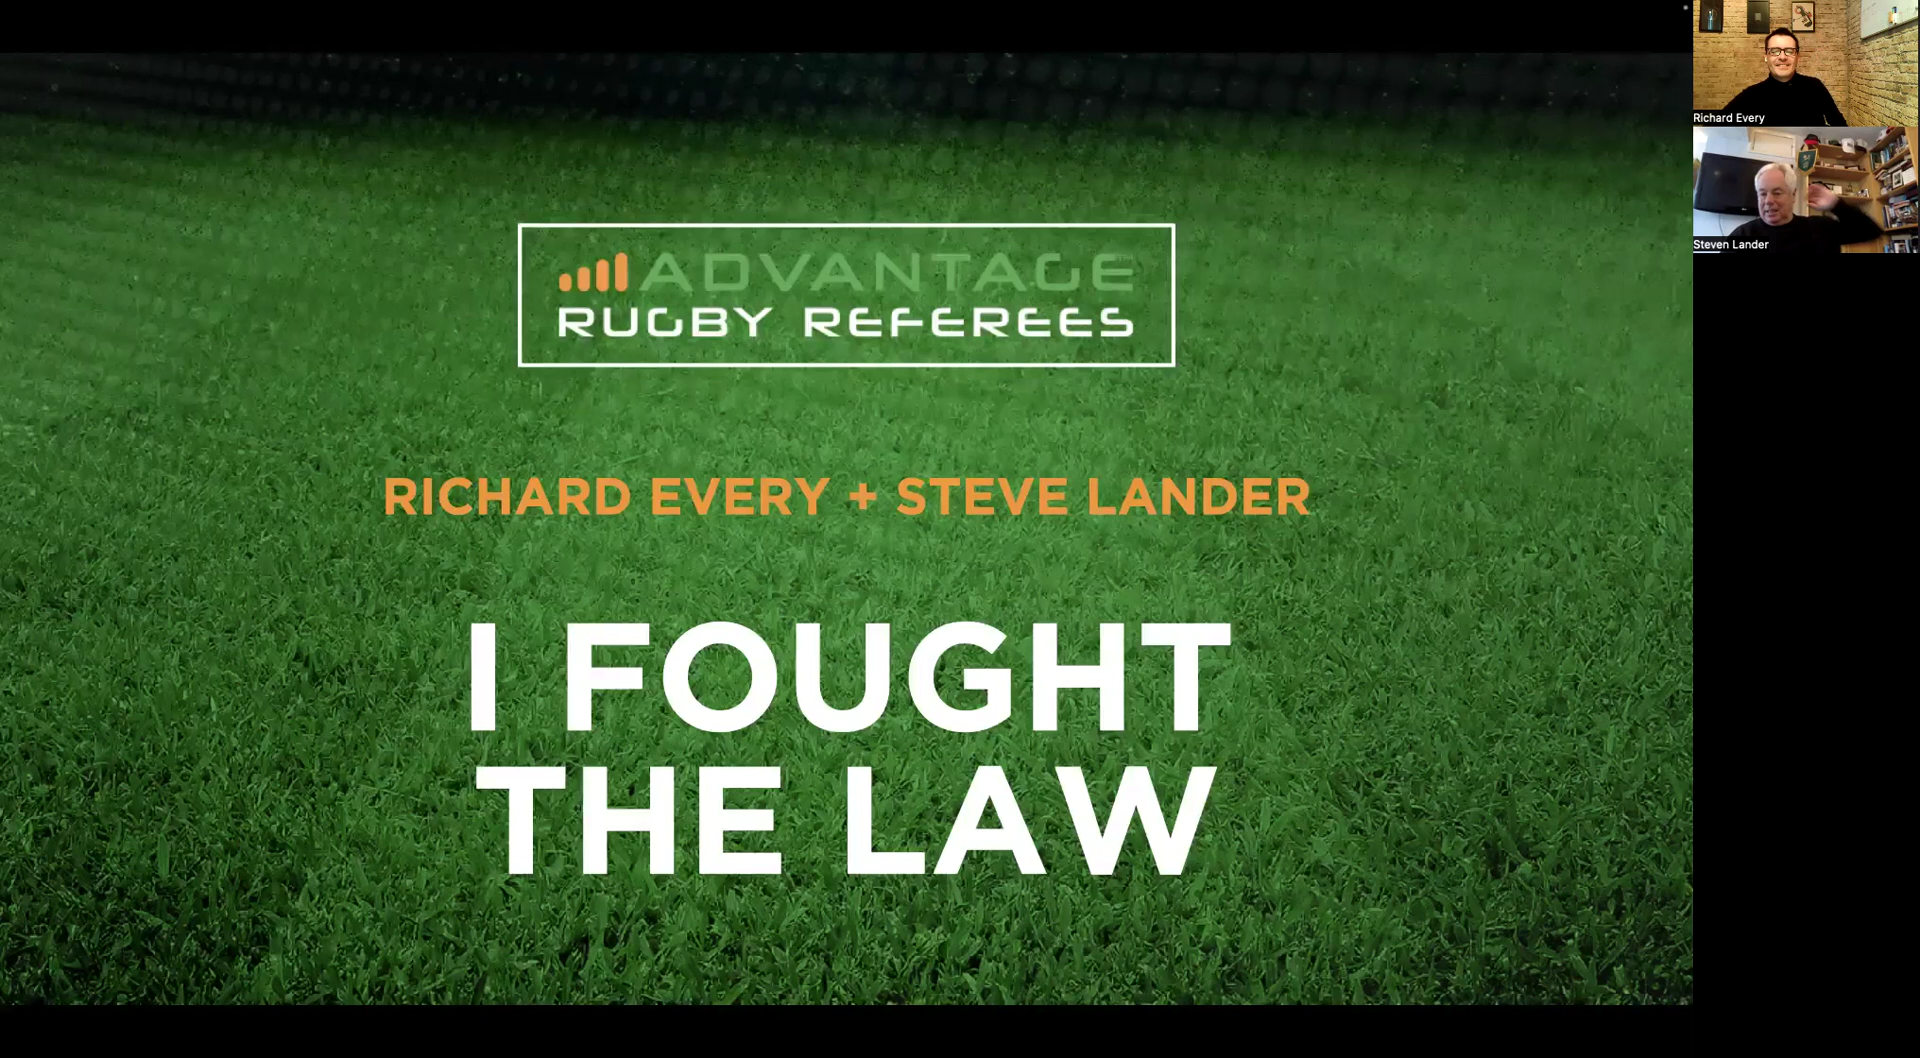 ADVANTAGE
RUGBY REFEREES
RICHARD EVERY + STEVE LANDER
I FOUGHT
THE LAW
Richard Every
Steven Lander